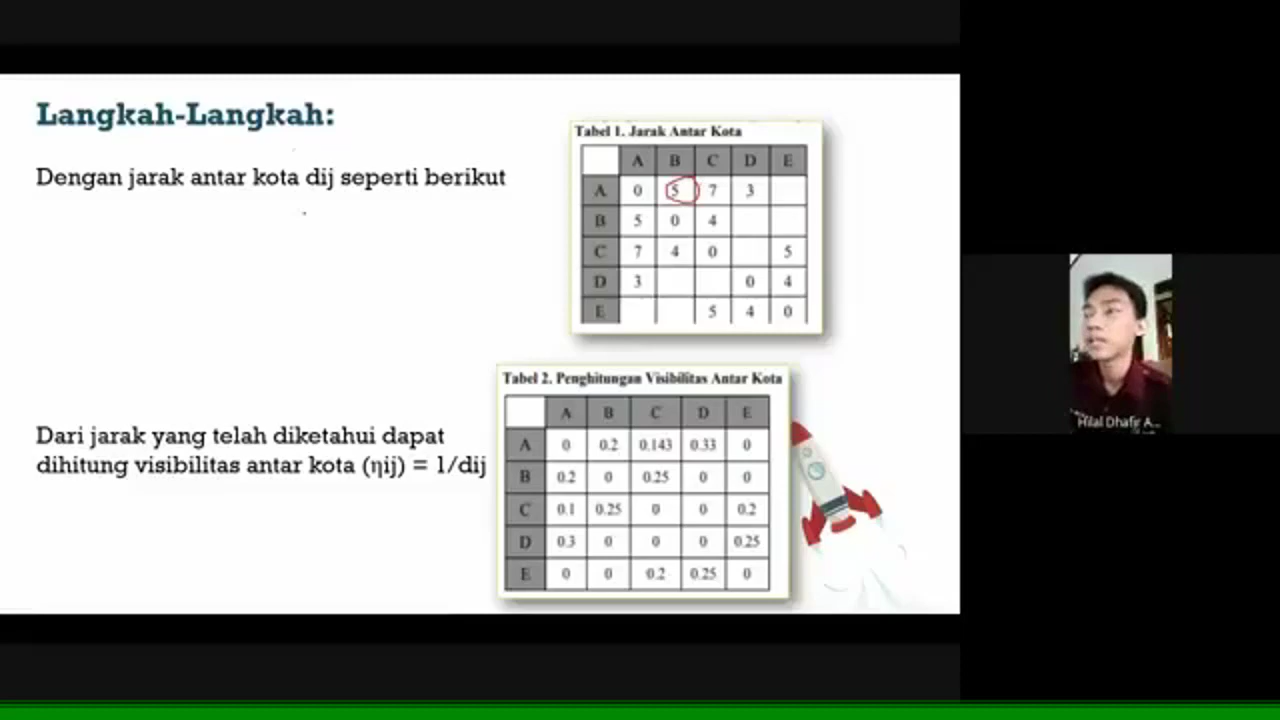 Langkah-Langkah:
Dengan jarak antar kota dij seperti berikut
Tabel 1. Jarak Antar Kota
A B C D E
A 0 5 7 3
B 5 0 4
C 7 4 0 5
D 3 0 4
E 5 4 0
Dari jarak yang telah diketahui dapat
dihitung visibilitas antar kota (ηij) = 1/dij
Tabel 2. Penghitungan Visibilitas Antar Kota
A B C D E
A 0 0.2 0.143 0.33 0
B 0.2 0 0.25 0 0
C 0.1 0.25 0 0 0.2
D 0.3 0 0 0 0.25
E 0 0 0.2 0.25 0
Hilal Dhafir A...